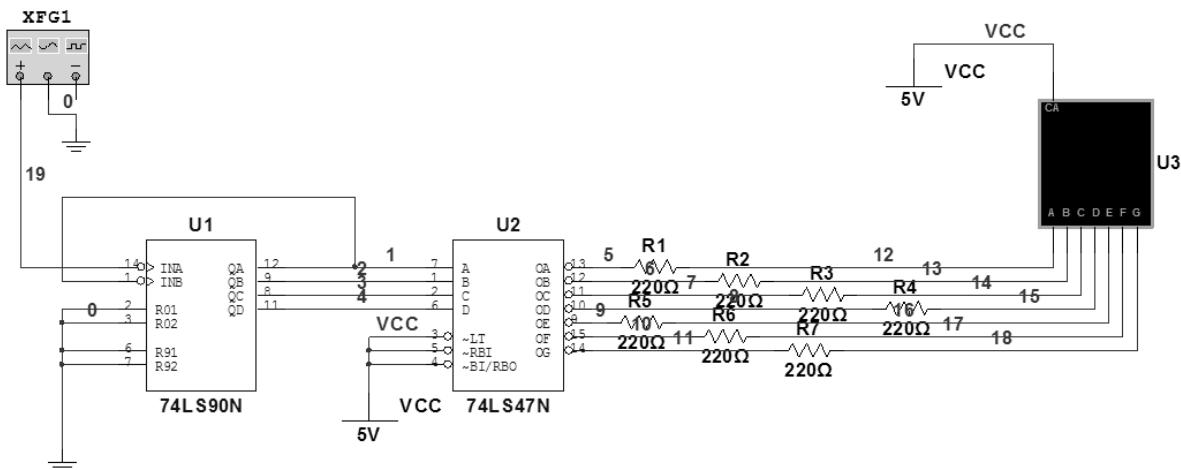 XFG1
+ −
0
19
VCC
VCC
5V
CA
U3
A B C D E F G
U1
14 INA QA 12
1 INB QB 9
QC 8
QD 11
0 2 R01
3 R02
6 R91
7 R92
74LS90N
1
2
3
4
U2
7 A OA 13
1 B OB 12
2 C OC 11
6 D OD 10
OE 9
OF 15
OG 14
VCC
3 ~LT
5 ~RBI
4 ~BI/RBO
74LS47N
VCC
5V
5 R1 12
6 R2 13
220Ω 7 R3 14
220Ω
8 R4 15
220Ω
9 R5 16
10 R6 220Ω 17
220Ω 11 R7 18
220Ω
220Ω